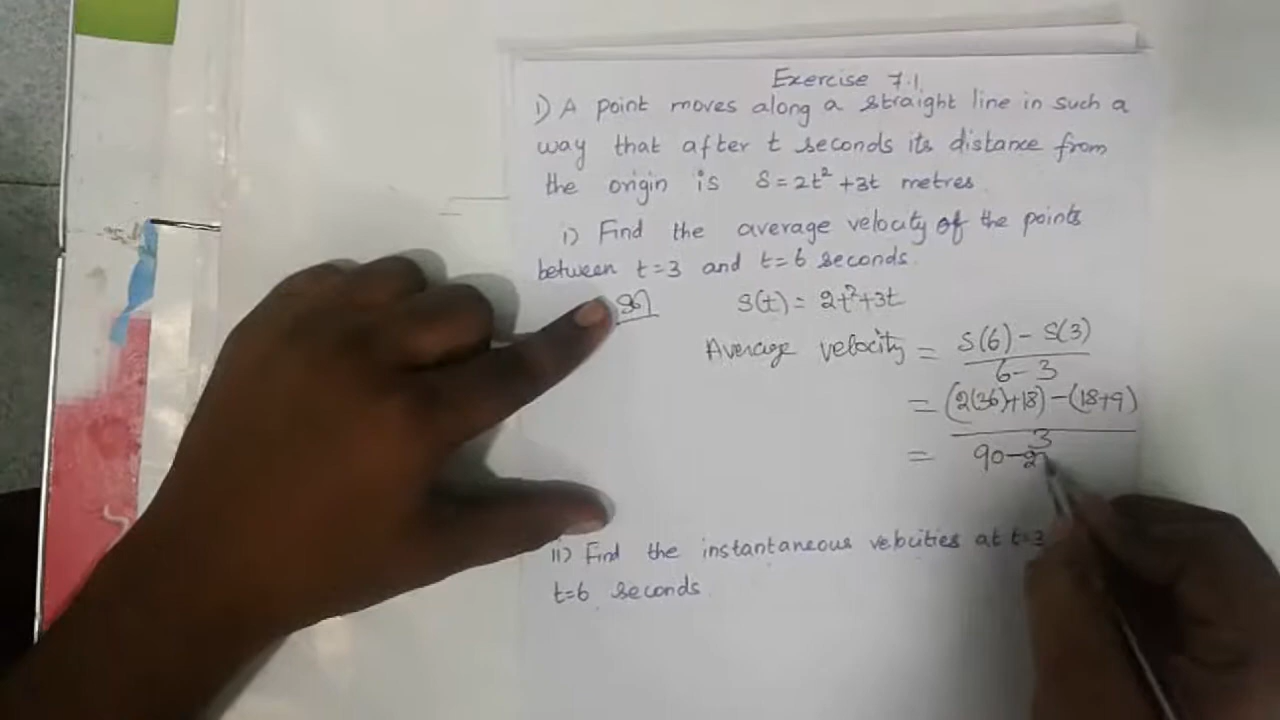 Exercise 7.1
1) A point moves along a straight line in such a
way that after t seconds its distance from
the origin is S = 2t² + 3t metres
i) Find the average velocity of the points
between t=3 and t=6 seconds.
S(t) = 2t²+3t
Average velocity = S(6) - S(3)
6-3
= (2(36)+18) - (18+9)
3
= 90-2
ii) Find the instantaneous velocities at t=3
t=6 seconds